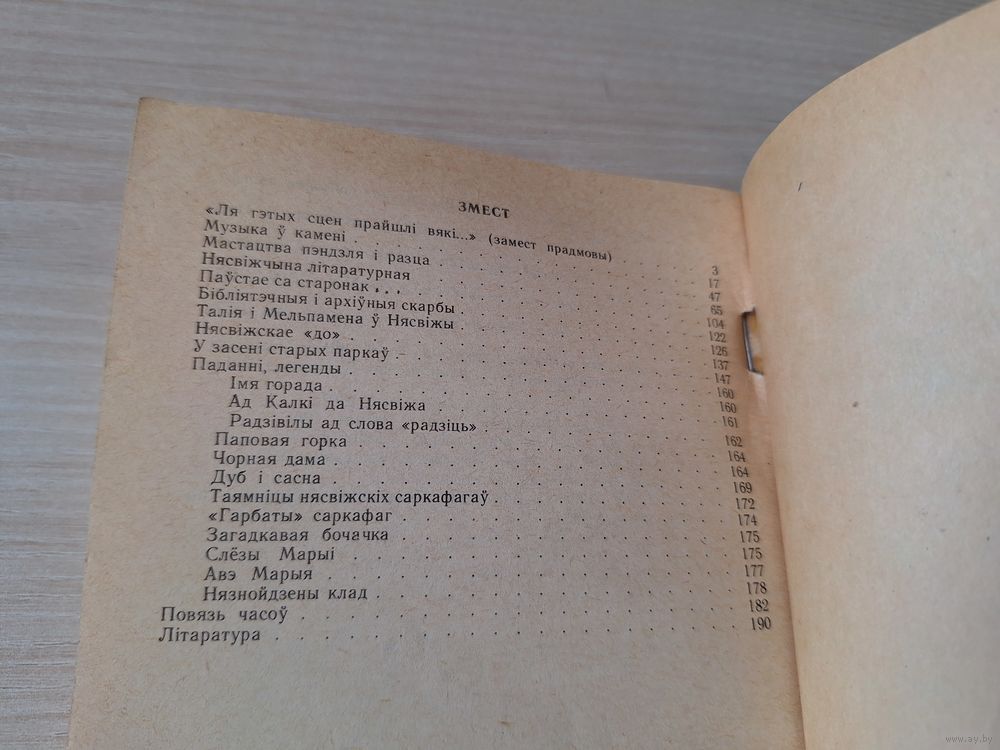 ЗМЕСТ
«Ля гэтых сцен прайшлі вякі...» (замест прадмовы) 3
Музыка ў камені . . . 17
Мастацтва пэндзля і разца . . . 47
Нясвіжчына літаратурная . . . 65
Паўстае са старонак . . . 104
Бібліятэчныя і архіўныя скарбы . . . 122
Талія і Мельпамена ў Нясвіжы . . . 126
Нясвіжскае «до» . . . 137
У засені старых паркаў . . . 147
Паданні, легенды . . . 160
Імя горада . . . 160
Ад Калкі да Нясвіжа . . . 161
Радзівілы ад слова «радзіць» . . . 162
Паповая горка . . . 164
Чорная дама . . . 164
Дуб і сасна . . . 169
Таямніцы нясвіжскіх саркафагаў . . . 172
«Гарбаты» саркафаг . . . 174
Загадкавая бочачка . . . 175
Слёзы Марыі . . . 175
Авэ Марыя . . . 177
Нязнойдзены клад . . . 178
Повязь часоў . . . 182
Літаратура . . . 190
www.ay.by